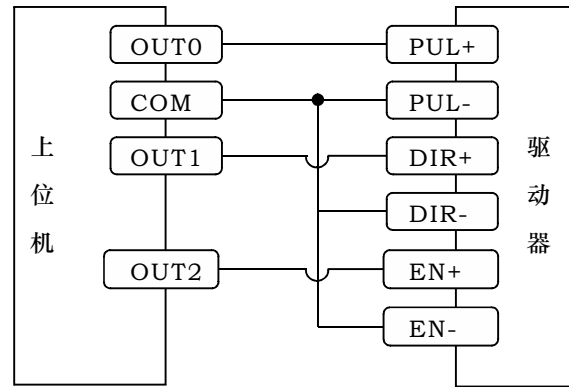 上位机
OUT0
COM
OUT1
OUT2
PUL+
PUL-
DIR+
DIR-
EN+
EN-
驱动器